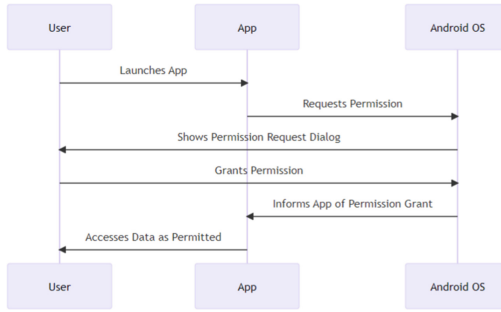 User
App
Android OS
Launches App
Requests Permission
Shows Permission Request Dialog
Grants Permission
Informs App of Permission Grant
Accesses Data as Permitted
User
App
Android OS